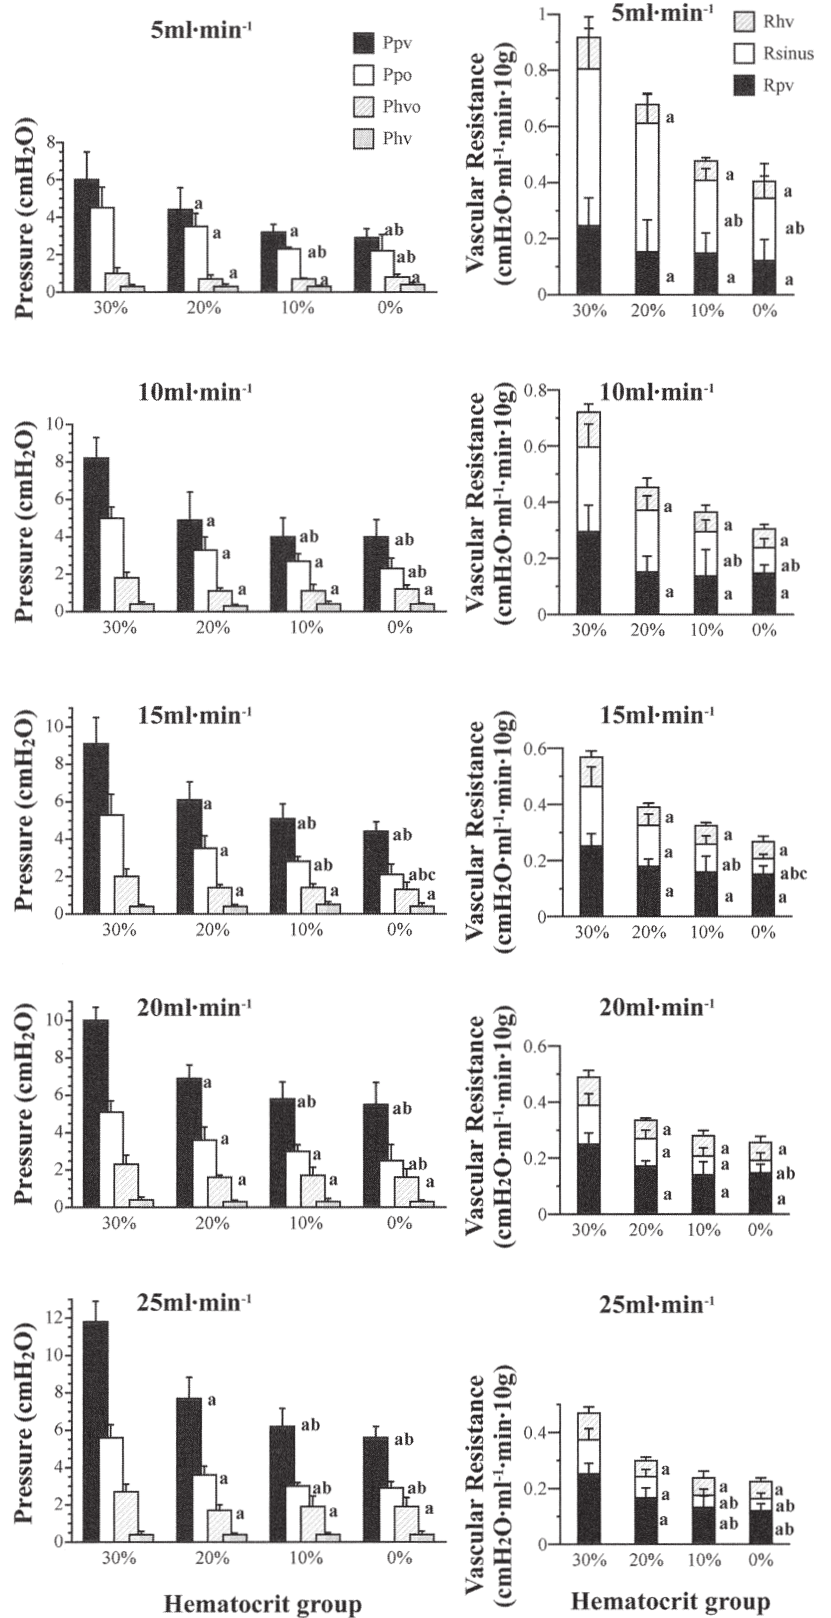 5ml·min⁻¹
Ppv
Ppo
Phvo
Phv
Pressure (cmH₂O)
8
6
4
2
0
a
a
a
ab
a
ab
ab
a
30% 20% 10% 0%
5ml·min⁻¹
Rhv
Rsinus
Rpv
Vascular Resistance
(cmH₂O·ml⁻¹·min·10g)
1
0.8
0.6
0.4
0.2
0
a
a
a
ab
a
a
ab
a
30% 20% 10% 0%
10ml·min⁻¹
Pressure (cmH₂O)
10
8
6
4
2
0
a
a
a
ab
a
a
ab
ab
a
30% 20% 10% 0%
10ml·min⁻¹
Vascular Resistance
(cmH₂O·ml⁻¹·min·10g)
0.8
0.6
0.4
0.2
0
a
a
a
ab
a
a
ab
a
30% 20% 10% 0%
15ml·min⁻¹
Pressure (cmH₂O)
10
8
6
4
2
0
a
a
a
ab
ab
a
ab
abc
a
30% 20% 10% 0%
15ml·min⁻¹
Vascular Resistance
(cmH₂O·ml⁻¹·min·10g)
0.6
0.4
0.2
0
a
a
a
a
ab
a
a
abc
a
30% 20% 10% 0%
20ml·min⁻¹
Pressure (cmH₂O)
10
8
6
4
2
0
a
a
a
ab
a
a
ab
ab
a
30% 20% 10% 0%
20ml·min⁻¹
Vascular Resistance
(cmH₂O·ml⁻¹·min·10g)
0.6
0.4
0.2
0
a
a
a
a
a
a
a
ab
a
30% 20% 10% 0%
25ml·min⁻¹
Pressure (cmH₂O)
12
10
8
6
4
2
0
a
a
a
ab
ab
a
ab
ab
a
30% 20% 10% 0%
Hematocrit group
25ml·min⁻¹
Vascular Resistance
(cmH₂O·ml⁻¹·min·10g)
0.4
0.2
0
a
a
a
a
ab
ab
a
ab
ab
30% 20% 10% 0%
Hematocrit group